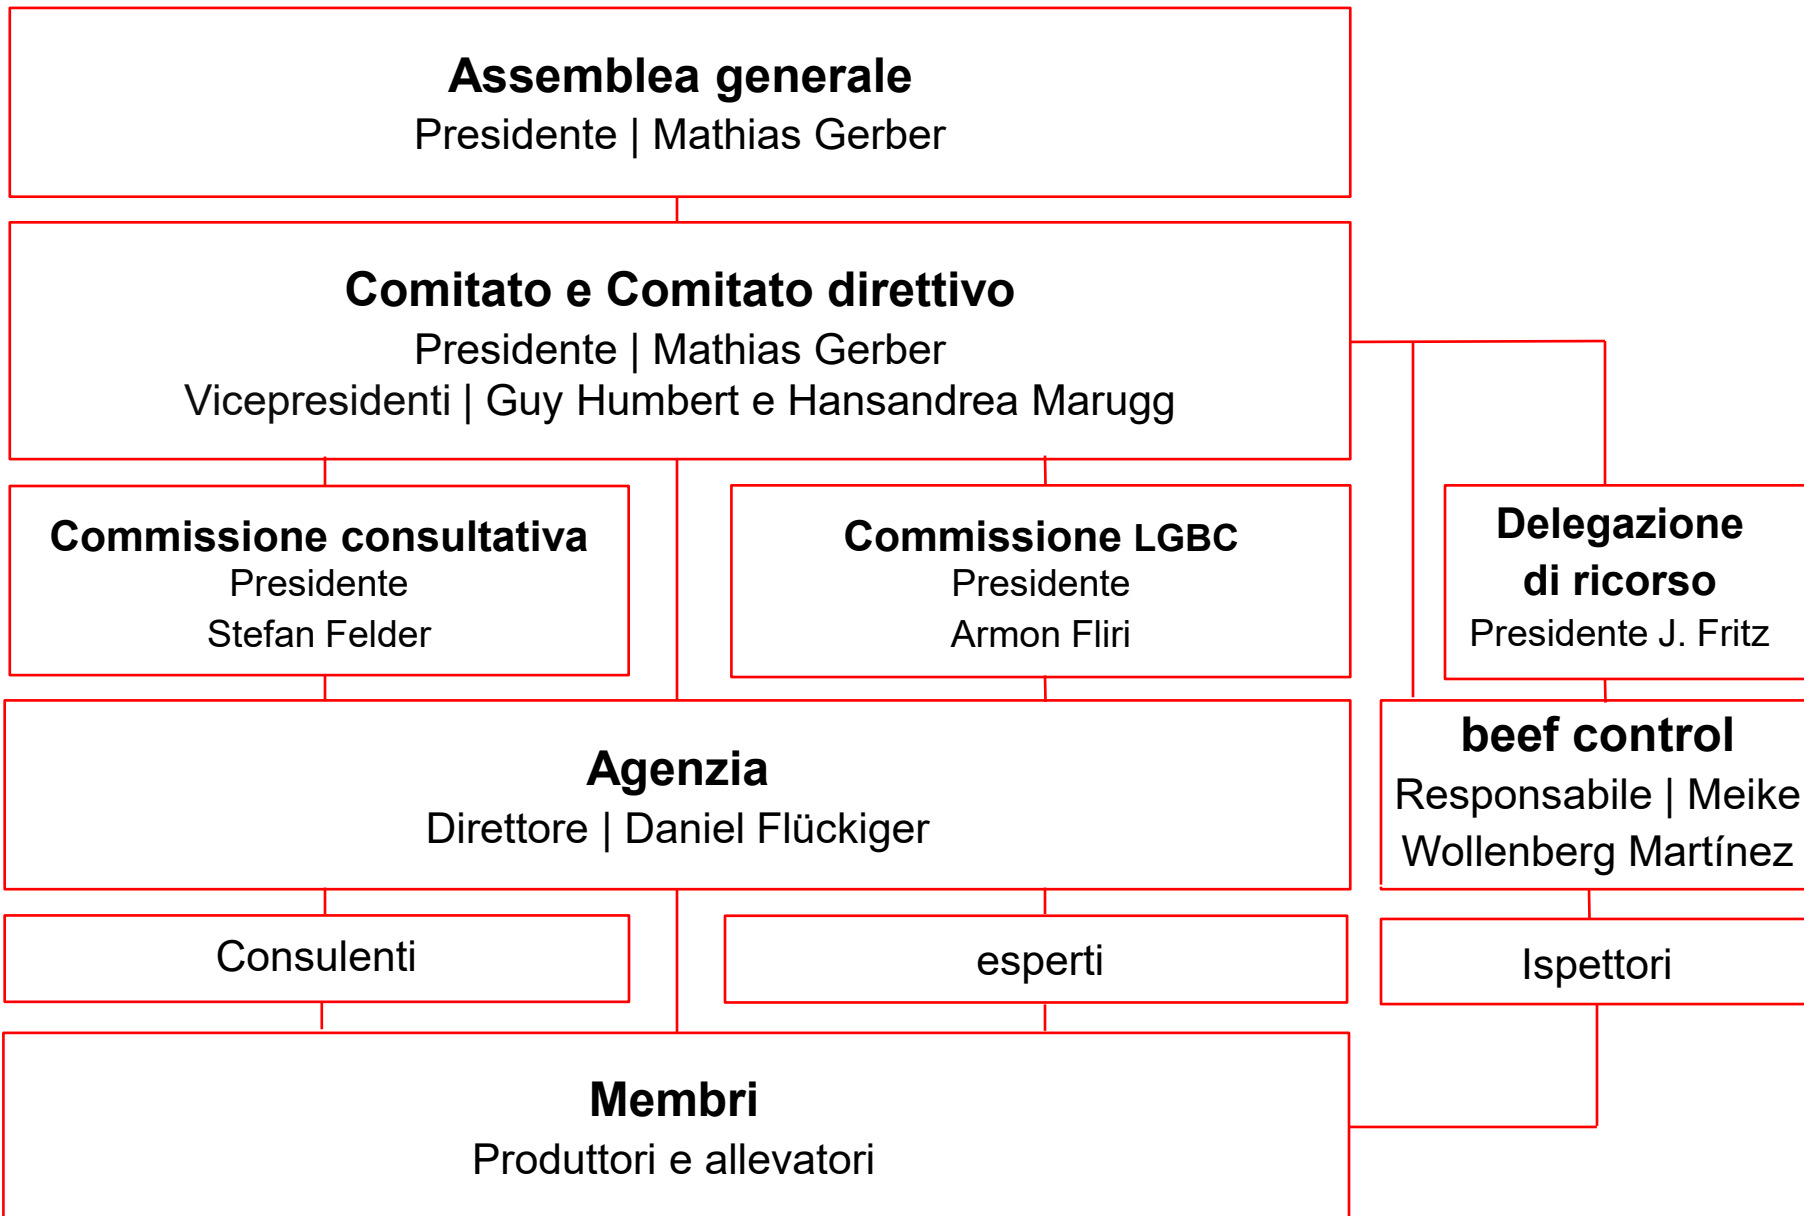 Assemblea generale
Presidente | Mathias Gerber
Comitato e Comitato direttivo
Presidente | Mathias Gerber
Vicepresidenti | Guy Humbert e Hansandrea Marugg
Commissione consultativa
Presidente
Stefan Felder
Commissione LGBC
Presidente
Armon Fliri
Delegazione
di ricorso
Presidente J. Fritz
Agenzia
Direttore | Daniel Flückiger
beef control
Responsabile | Meike
Wollenberg Martínez
Consulenti
esperti
Ispettori
Membri
Produttori e allevatori